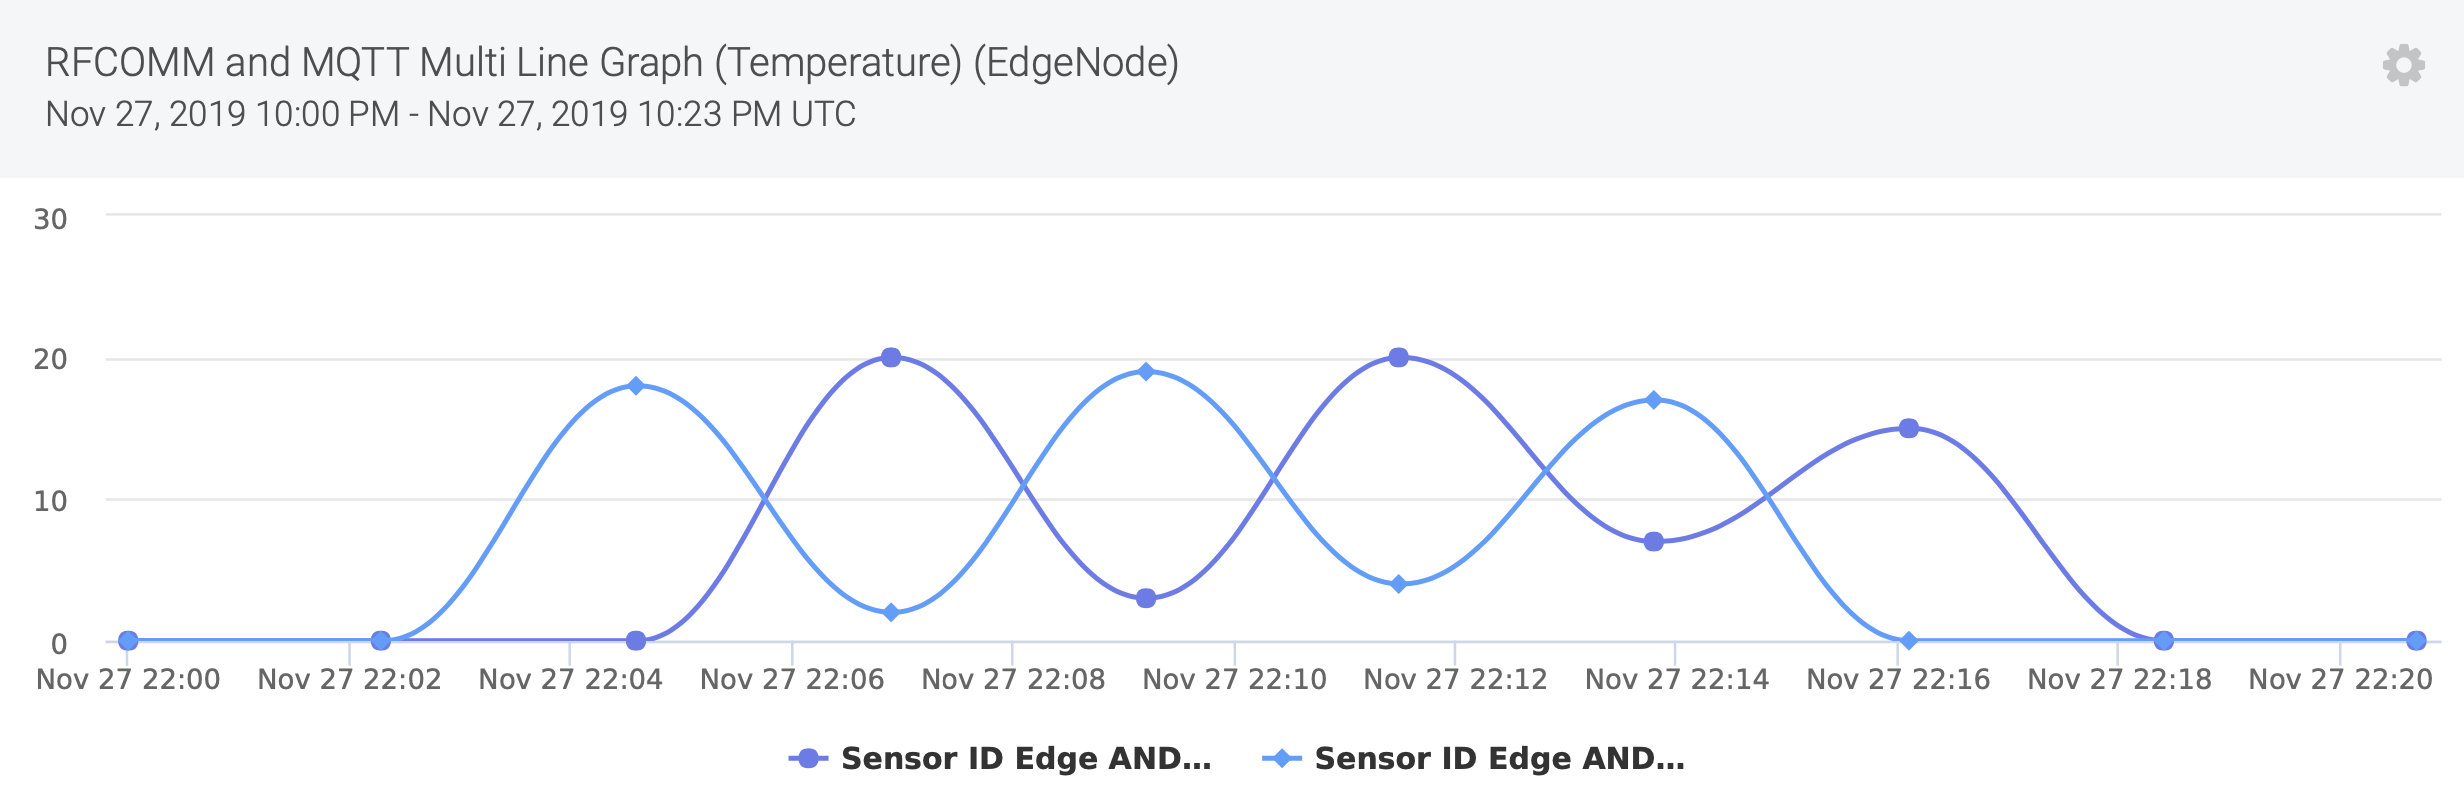 RFCOMM and MQTT Multi Line Graph (Temperature) (EdgeNode)
Nov 27, 2019 10:00 PM - Nov 27, 2019 10:23 PM UTC
30
20
10
0
Nov 27 22:00 Nov 27 22:02 Nov 27 22:04 Nov 27 22:06 Nov 27 22:08 Nov 27 22:10 Nov 27 22:12 Nov 27 22:14 Nov 27 22:16 Nov 27 22:18 Nov 27 22:20
Sensor ID Edge AND... Sensor ID Edge AND...